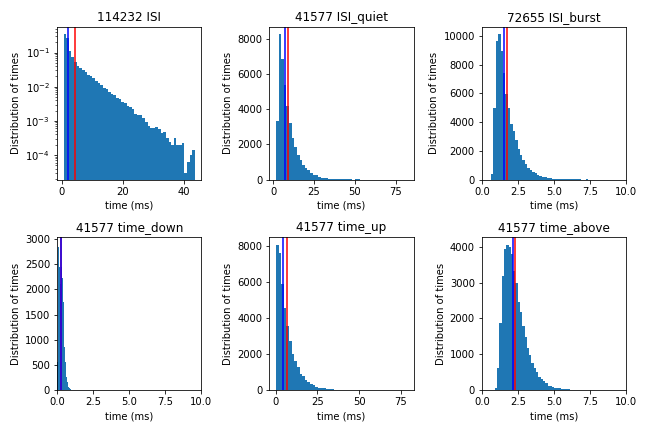 114232 ISI
41577 ISI_quiet
72655 ISI_burst
Distribution of times
10⁻¹
10⁻²
10⁻³
10⁻⁴
0 20 40
time (ms)
Distribution of times
8000
6000
4000
2000
0
0 25 50 75
time (ms)
Distribution of times
10000
8000
6000
4000
2000
0
0.0 2.5 5.0 7.5 10.0
time (ms)
41577 time_down
41577 time_up
41577 time_above
Distribution of times
3000
2500
2000
1500
1000
500
0
0.0 2.5 5.0 7.5 10.0
time (ms)
Distribution of times
8000
6000
4000
2000
0
0 25 50 75
time (ms)
Distribution of times
4000
3000
2000
1000
0
0.0 2.5 5.0 7.5 10.0
time (ms)